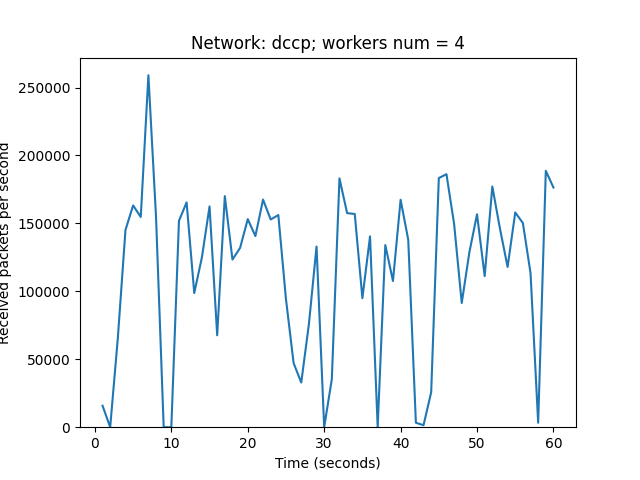 Network: dccp; workers num = 4
Received packets per second
250000
200000
150000
100000
50000
0
0 10 20 30 40 50 60
Time (seconds)